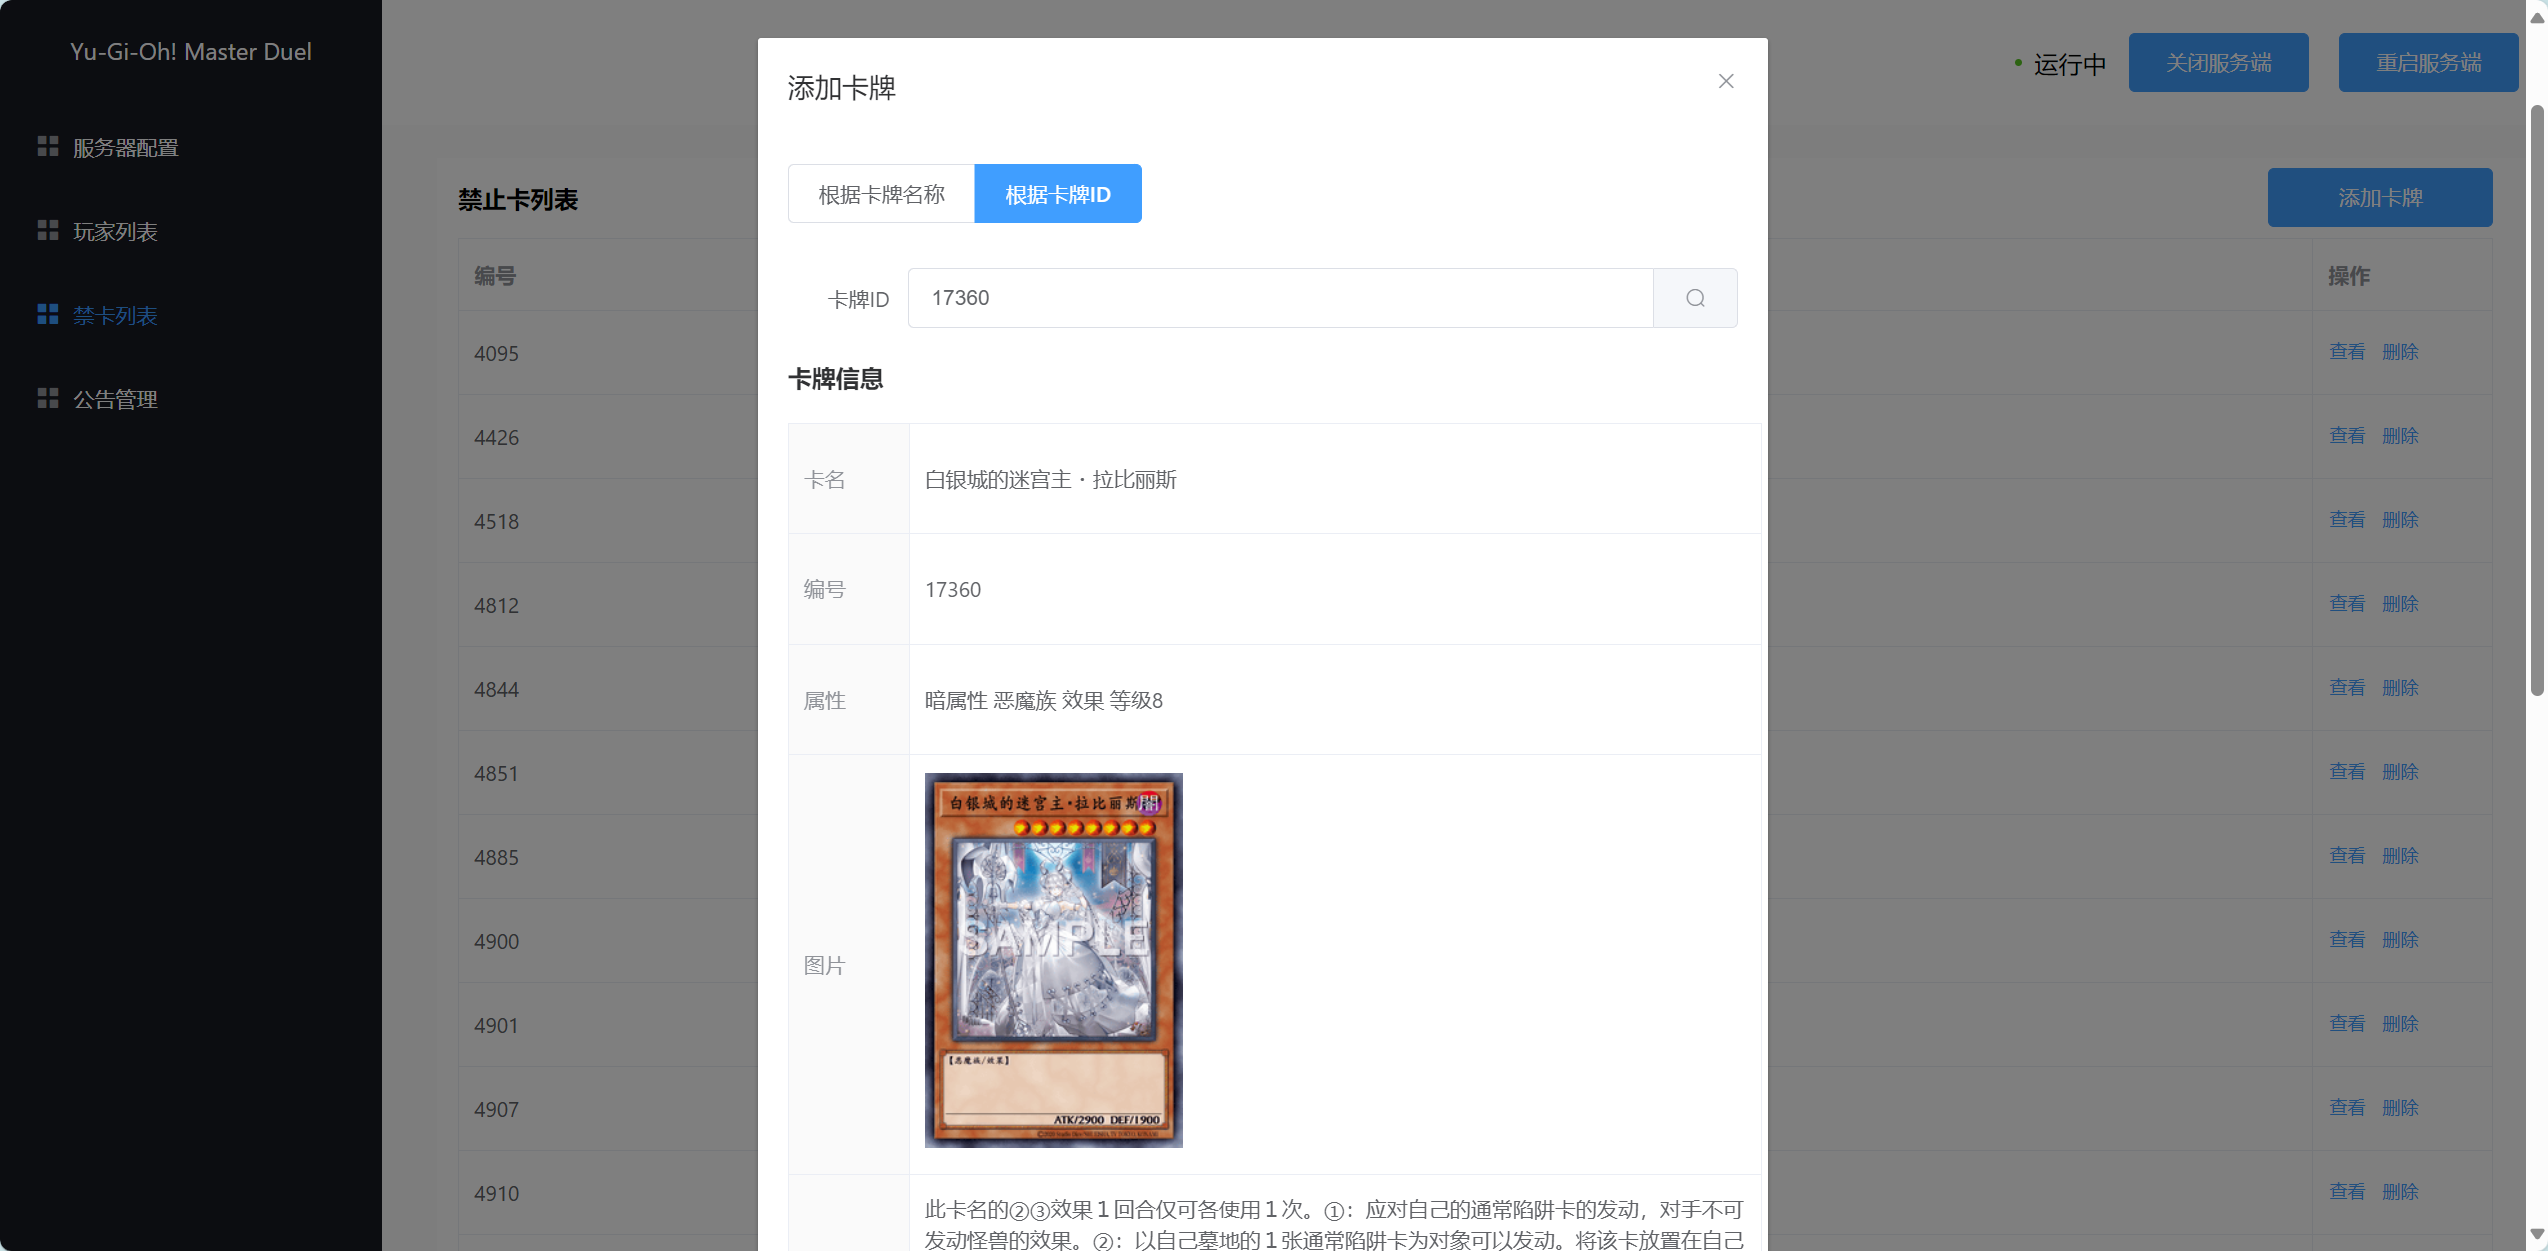 Yu-Gi-Oh! Master Duel
服务器配置
玩家列表
禁卡列表
公告管理
运行中
关闭服务端
重启服务端
禁止卡列表
添加卡牌
编号
操作
4095
查看 删除
4426
查看 删除
4518
查看 删除
4812
查看 删除
4844
查看 删除
4851
查看 删除
4885
查看 删除
4900
查看 删除
4901
查看 删除
4907
查看 删除
4910
查看 删除
添加卡牌
根据卡牌名称
根据卡牌ID
卡牌ID
17360
卡牌信息
卡名
白银城的迷宫主・拉比丽斯
编号
17360
属性
暗属性 恶魔族 效果 等级8
图片
白银城的迷宫主・拉比丽斯
闇
SAMPLE
【恶魔族/效果】
ATK/2900 DEF/1900
此卡名的②③效果１回合仅可各使用１次。①：应对自己的通常陷阱卡的发动，对手不可
发动怪兽的效果。②：以自己墓地的１张通常陷阱卡为对象可以发动。将该卡放置在自己